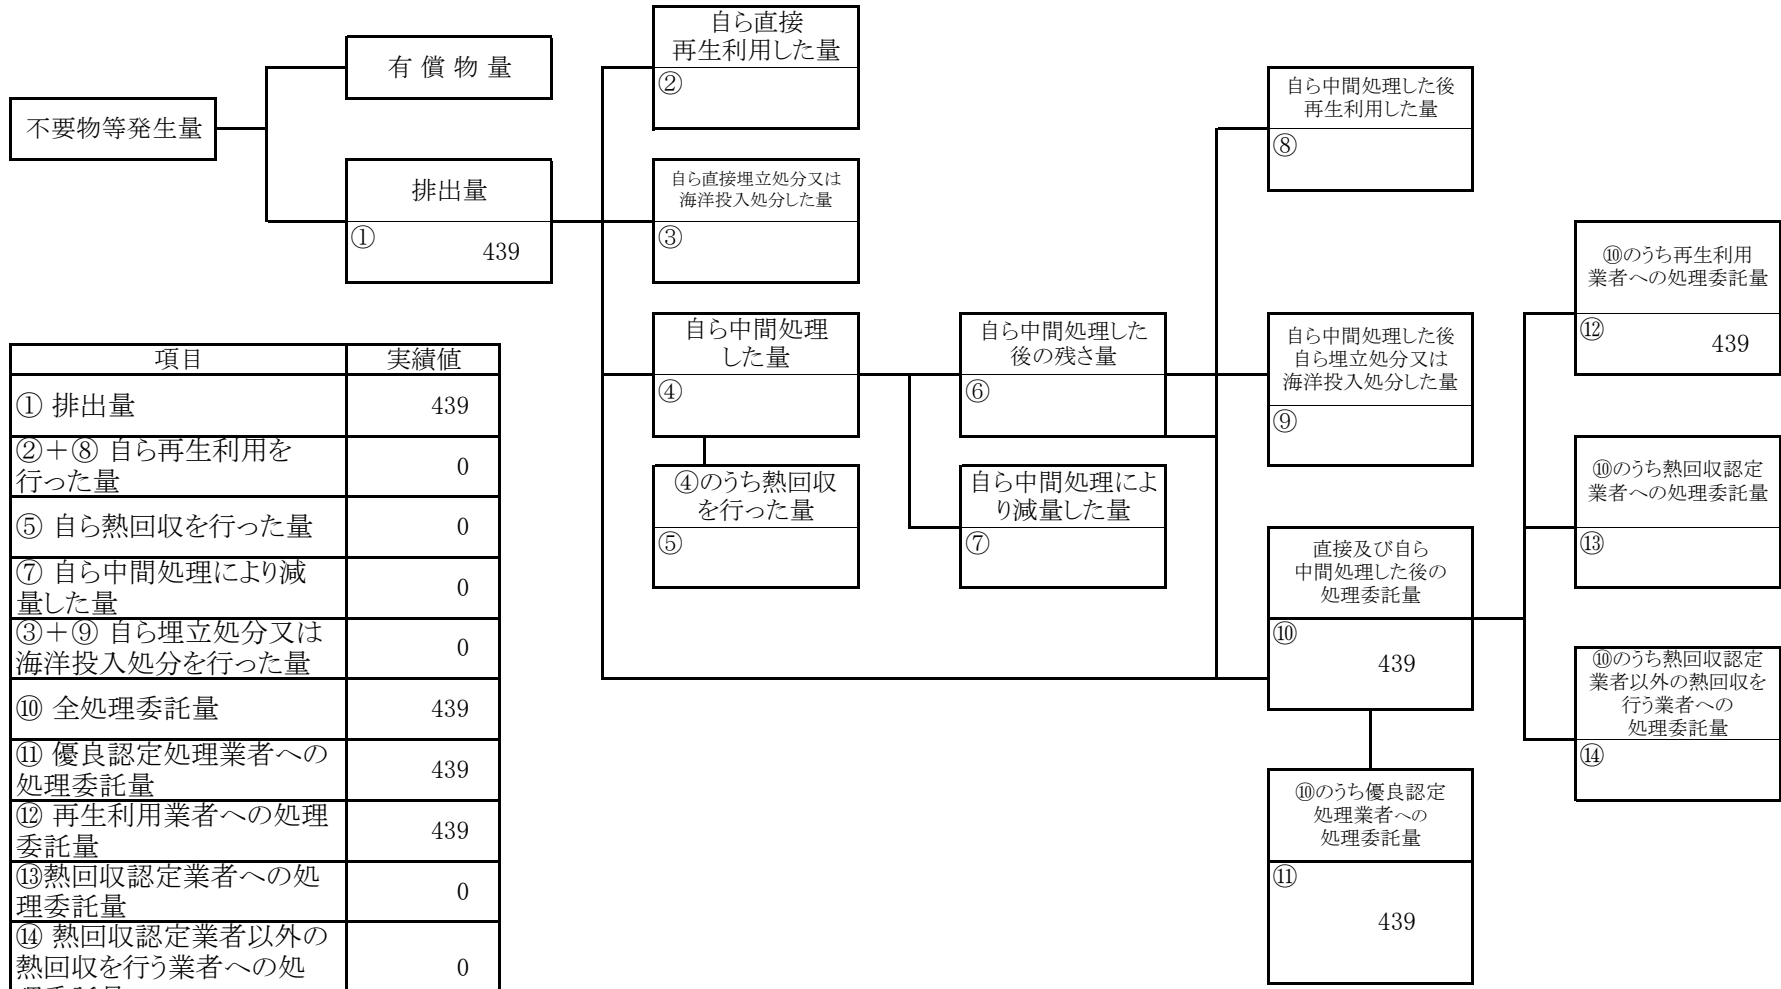 不要物等発生量
有 償 物 量
排出量
①
439
自ら直接
再生利用した量
②
自ら直接埋立処分又は
海洋投入処分した量
③
自ら中間処理
した量
④
④のうち熱回収
を行った量
⑤
自ら中間処理した
後の残さ量
⑥
自ら中間処理によ
り減量した量
⑦
自ら中間処理した後
再生利用した量
⑧
自ら中間処理した後
自ら埋立処分又は
海洋投入処分した量
⑨
直接及び自ら
中間処理した後の
処理委託量
⑩
439
⑩のうち優良認定
処理業者への
処理委託量
⑪
439
⑩のうち再生利用
業者への処理委託量
⑫
439
⑩のうち熱回収認定
業者への処理委託量
⑬
⑩のうち熱回収認定
業者以外の熱回収を
行う業者への
処理委託量
⑭
項目 実績値
① 排出量 439
②＋⑧ 自ら再生利用を
行った量 0
⑤ 自ら熱回収を行った量 0
⑦ 自ら中間処理により減
量した量 0
③＋⑨ 自ら埋立処分又は
海洋投入処分を行った量 0
⑩ 全処理委託量 439
⑪ 優良認定処理業者への
処理委託量 439
⑫ 再生利用業者への処理
委託量 439
⑬熱回収認定業者への処
理委託量 0
⑭ 熱回収認定業者以外の
熱回収を行う業者への処 0